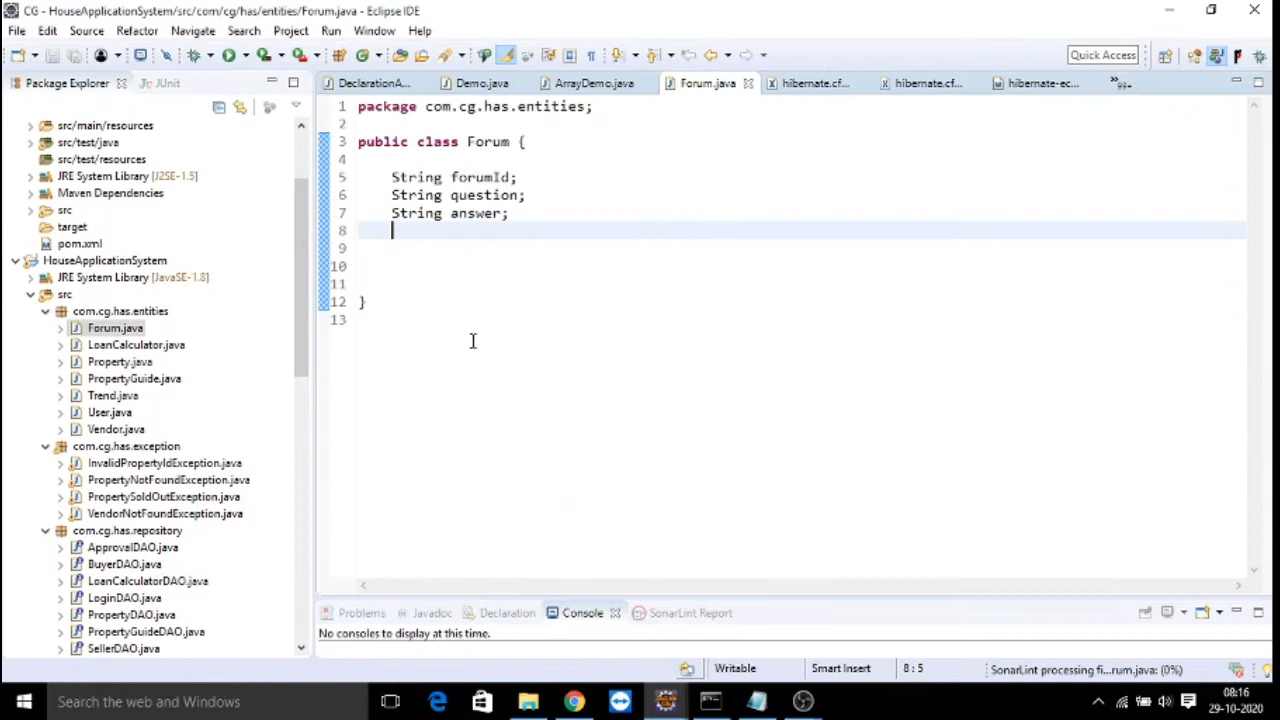 CG - HouseApplicationSystem/src/com/cg/has/entities/Forum.java - Eclipse IDE
File Edit Source Refactor Navigate Search Project Run Window Help
Quick Access
Package Explorer JUnit
DeclarationA... Demo.java ArrayDemo.java Forum.java hibernate.cf... hibernate.cf... hibernate-ec...
src/main/resources
src/test/java
src/test/resources
JRE System Library [J2SE-1.5]
Maven Dependencies
src
target
pom.xml
HouseApplicationSystem
JRE System Library [JavaSE-1.8]
src
com.cg.has.entities
Forum.java
LoanCalculator.java
Property.java
PropertyGuide.java
Trend.java
User.java
Vendor.java
com.cg.has.exception
InvalidPropertyIdException.java
PropertyNotFoundException.java
PropertySoldOutException.java
VendorNotFoundException.java
com.cg.has.repository
ApprovalDAO.java
BuyerDAO.java
LoanCalculatorDAO.java
LoginDAO.java
PropertyDAO.java
PropertyGuideDAO.java
SellerDAO.java
1 package com.cg.has.entities;
2
3 public class Forum {
4
5 String forumId;
6 String question;
7 String answer;
8
9
10
11
12 }
13
Problems Javadoc Declaration Console SonarLint Report
No consoles to display at this time.
Writable Smart Insert 8 : 5 SonarLint processing fi...rum.java: (0%)
Search the web and Windows
08:16
29-10-2020